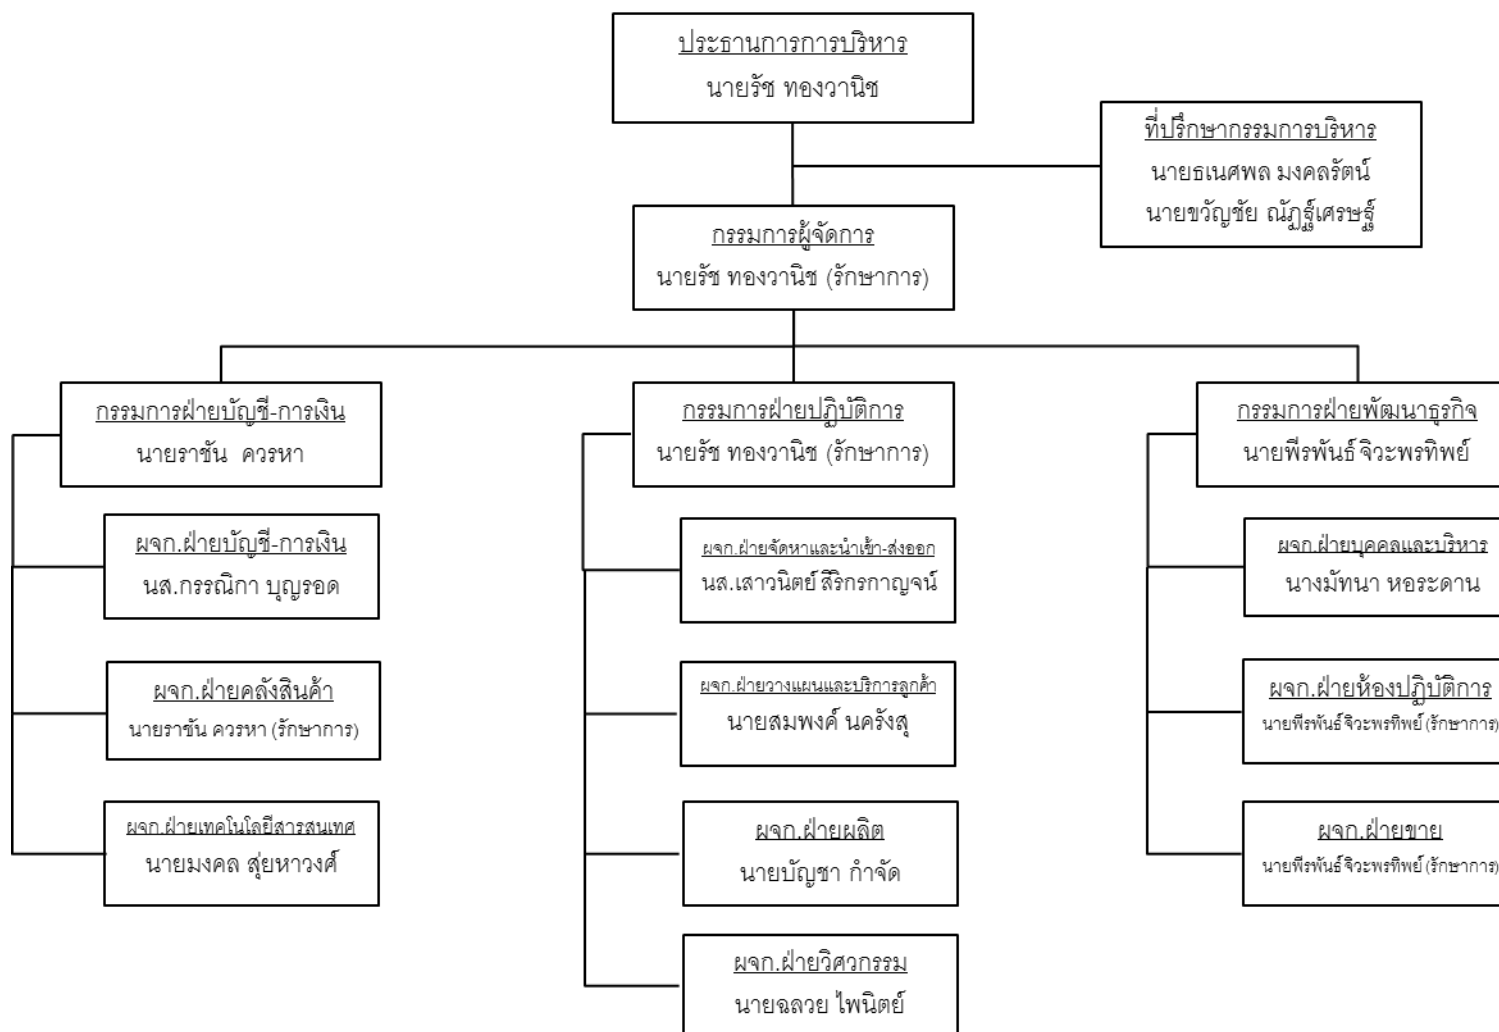 ประธานการการบริหาร
นายรัช ทองวานิช
ที่ปรึกษากรรมการบริหาร
นายธเนศพล มงคลรัตน์
นายขวัญชัย ณัฏฐ์เศรษฐ์
กรรมการผู้จัดการ
นายรัช ทองวานิช (รักษาการ)
กรรมการฝ่ายบัญชี-การเงิน
นายราชัน ควรหา
ผจก.ฝ่ายบัญชี-การเงิน
นส.กรรณิกา บุญรอด
ผจก.ฝ่ายคลังสินค้า
นายราชัน ควรหา (รักษาการ)
ผจก.ฝ่ายเทคโนโลยีสารสนเทศ
นายมงคล สุ่ยหาวงศ์
กรรมการฝ่ายปฏิบัติการ
นายรัช ทองวานิช (รักษาการ)
ผจก.ฝ่ายจัดหาและนำเข้า-ส่งออก
นส.เสาวนิตย์ สิริกรกาญจน์
ผจก.ฝ่ายวางแผนและบริการลูกค้า
นายสมพงค์ นครังสุ
ผจก.ฝ่ายผลิต
นายบัญชา กำจัด
ผจก.ฝ่ายวิศวกรรม
นายฉลวย ไพนิตย์
กรรมการฝ่ายพัฒนาธุรกิจ
นายพีรพันธ์ จิวะพรทิพย์
ผจก.ฝ่ายบุคคลและบริหาร
นางมัทนา หอระดาน
ผจก.ฝ่ายห้องปฏิบัติการ
นายพีรพันธ์ จิวะพรทิพย์ (รักษาการ)
ผจก.ฝ่ายขาย
นายพีรพันธ์ จิวะพรทิพย์ (รักษาการ)